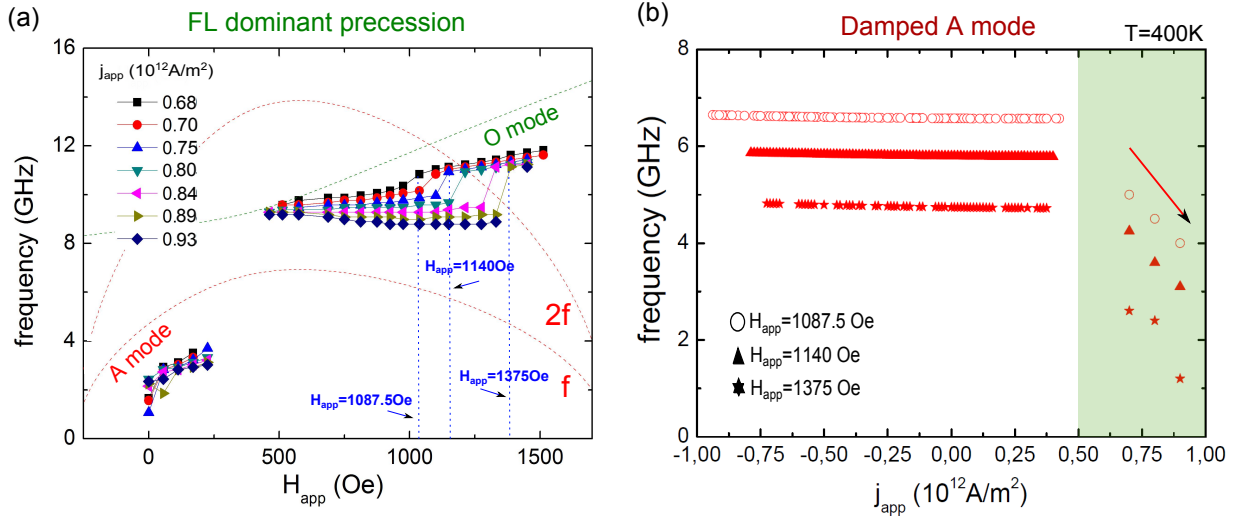 (a)
FL dominant precession
frequency (GHz)
16
12
8
4
0
j_app (10^12A/m^2)
0.68
0.70
0.75
0.80
0.84
0.89
0.93
O mode
H_app=1140Oe
2f
A mode
H_app=1375Oe
f
H_app=1087.5Oe
0
500
1000
1500
H_app (Oe)
(b)
Damped A mode
T=400K
frequency (GHz)
8
6
4
2
0
H_app=1087.5 Oe
H_app=1140 Oe
H_app=1375 Oe
-1,00 -0,75 -0,50 -0,25 0,00 0,25 0,50 0,75 1,00
j_app (10^12A/m^2)